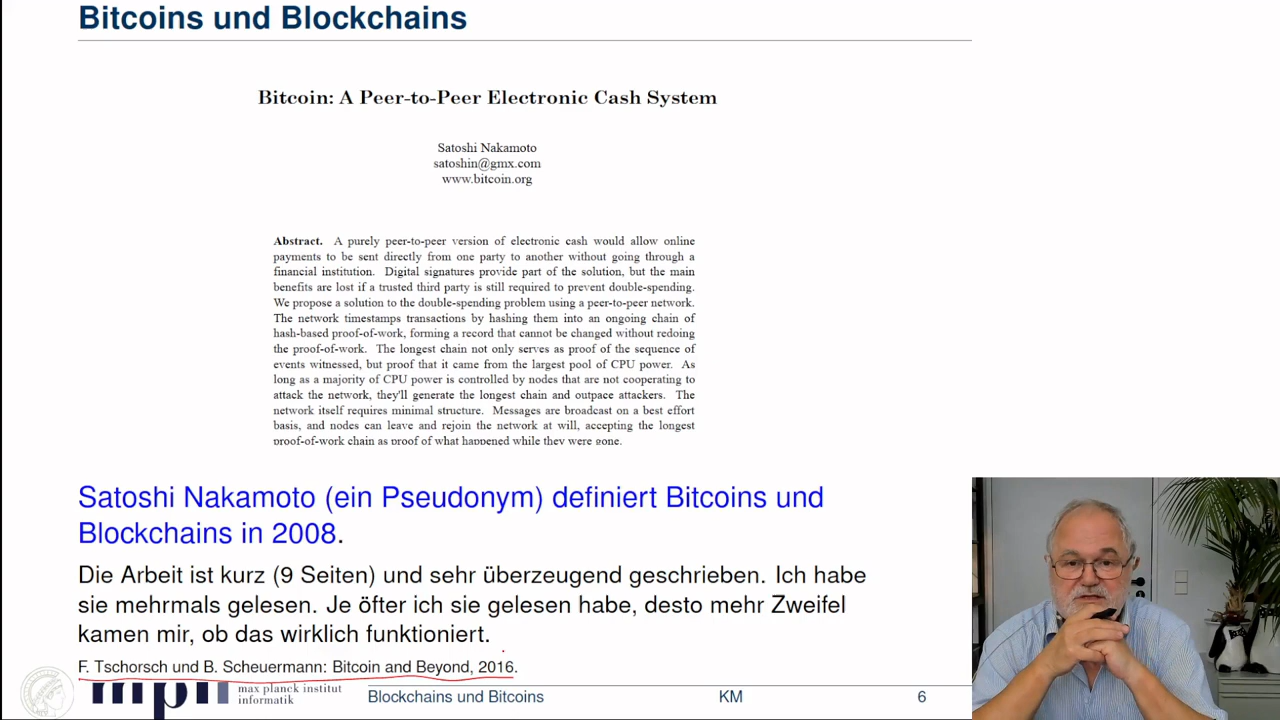 Bitcoins und Blockchains
Bitcoin: A Peer-to-Peer Electronic Cash System
Satoshi Nakamoto
satoshin@gmx.com
www.bitcoin.org
Abstract. A purely peer-to-peer version of electronic cash would allow online
payments to be sent directly from one party to another without going through a
financial institution. Digital signatures provide part of the solution, but the main
benefits are lost if a trusted third party is still required to prevent double-spending.
We propose a solution to the double-spending problem using a peer-to-peer network.
The network timestamps transactions by hashing them into an ongoing chain of
hash-based proof-of-work, forming a record that cannot be changed without redoing
the proof-of-work. The longest chain not only serves as proof of the sequence of
events witnessed, but proof that it came from the largest pool of CPU power. As
long as a majority of CPU power is controlled by nodes that are not cooperating to
attack the network, they'll generate the longest chain and outpace attackers. The
network itself requires minimal structure. Messages are broadcast on a best effort
basis, and nodes can leave and rejoin the network at will, accepting the longest
proof-of-work chain as proof of what happened while they were gone.
Satoshi Nakamoto (ein Pseudonym) definiert Bitcoins und
Blockchains in 2008.
Die Arbeit ist kurz (9 Seiten) und sehr überzeugend geschrieben. Ich habe
sie mehrmals gelesen. Je öfter ich sie gelesen habe, desto mehr Zweifel
kamen mir, ob das wirklich funktioniert.
F. Tschorsch und B. Scheuermann: Bitcoin and Beyond, 2016.
max planck institut
informatik
Blockchains und Bitcoins
KM
6